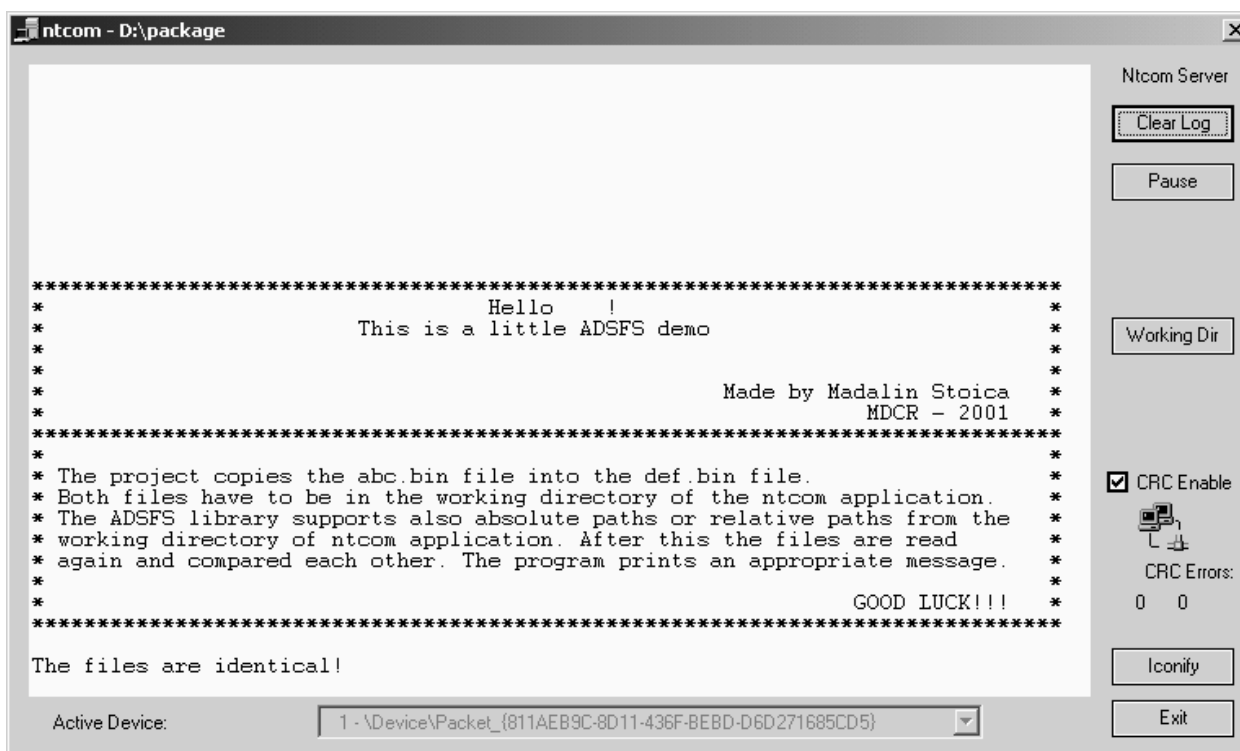 ntcom - D:\package
Ntcom Server
Clear Log
Pause
********************************************************************************
* Hello ! *
* This is a little ADSFS demo *
* *
* *
* Made by Madalin Stoica *
* MDCR - 2001 *
********************************************************************************
* *
* The project copies the abc.bin file into the def.bin file. *
* Both files have to be in the working directory of the ntcom application. *
* The ADSFS library supports also absolute paths or relative paths from the *
* working directory of ntcom application. After this the files are read *
* again and compared each other. The program prints an appropriate message. *
* *
* GOOD LUCK!!! *
********************************************************************************
The files are identical!
Working Dir
CRC Enable
CRC Errors:
0 0
Iconify
Active Device:
1 - \Device\Packet_{811AEB9C-8D11-436F-BEBD-D6D271685CD5}
Exit